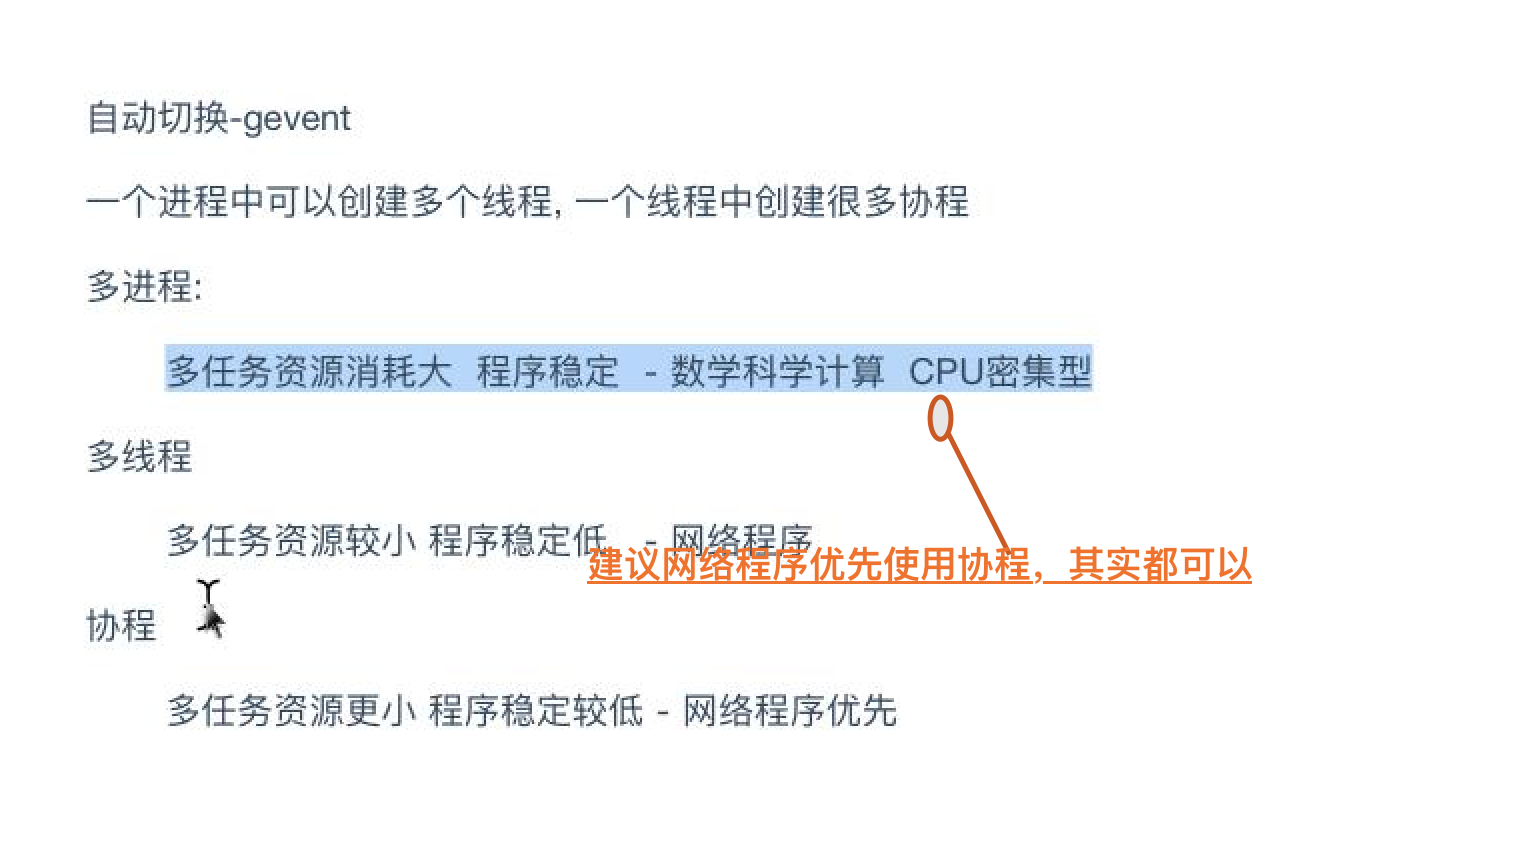 自动切换-gevent
一个进程中可以创建多个线程, 一个线程中创建很多协程
多进程:
多任务资源消耗大 程序稳定 - 数学科学计算 CPU密集型
多线程
多任务资源较小 程序稳定低 - 网络程序
建议网络程序优先使用协程，其实都可以
协程
多任务资源更小 程序稳定较低 - 网络程序优先